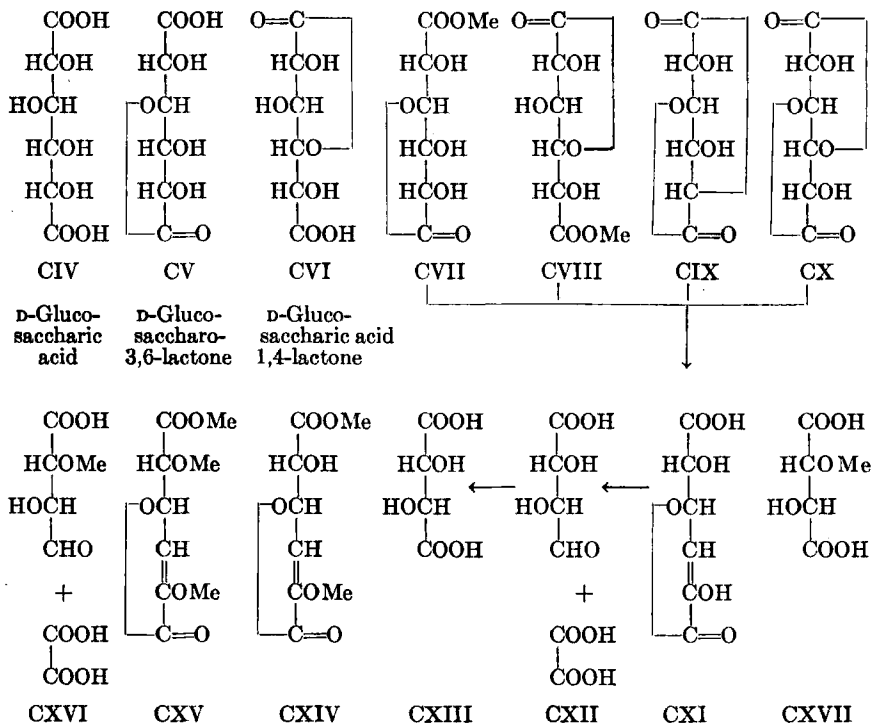 COOH COOH O=C COOMe O=C O=C O=C
HCOH HCOH HCOH HCOH HCOH HCOH HCOH
HOCH —OCH HOCH —OCH HOCH —OCH —OCH
HCOH HCOH HCO— HCOH HCO— HCOH HCO—
HCOH HCOH HCOH HCOH HCOH HC— HCOH
COOH —C=O COOH —C=O COOMe —C=O —C=O
CIV CV CVI CVII CVIII CIX CX
D-Gluco- D-Gluco- D-Gluco-
saccharic saccharo- saccharic acid
acid 3,6-lactone 1,4-lactone
COOH COOMe COOMe COOH COOH COOH COOH
HCOMe HCOMe HCOH HCOH HCOH HCOH HCOMe
HOCH —OCH —OCH HOCH ← HOCH ← —OCH HOCH
CHO CH CH COOH CHO CH COOH
+ COMe COMe + COH
COOH —C=O —C=O COOH —C=O
COOH COOH
CXVI CXV CXIV CXIII CXII CXI CXVII